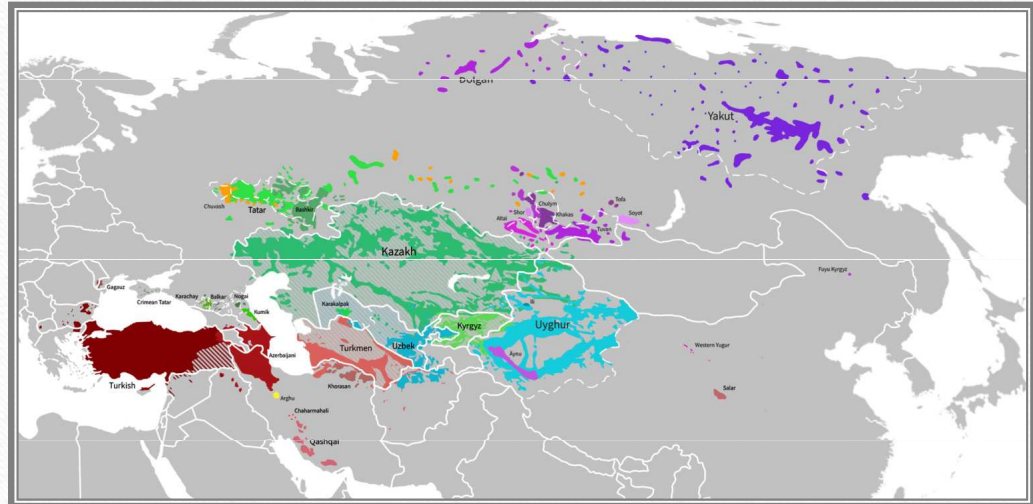 Dolgan
Yakut
Chuvash
Tatar
Bashkir
Chulym
Shor
Altai
Khakas
Tofa
Soyot
Tuvan
Kazakh
Fuyu Kyrgyz
Gagauz
Crimean Tatar
Karachay
Balkar
Nogai
Kumik
Karakalpak
Kyrgyz
Uyghur
Turkish
Azerbaijani
Turkmen
Uzbek
Äynu
Western Yugur
Khorasan
Arghu
Salar
Chaharmahali
Qashqai